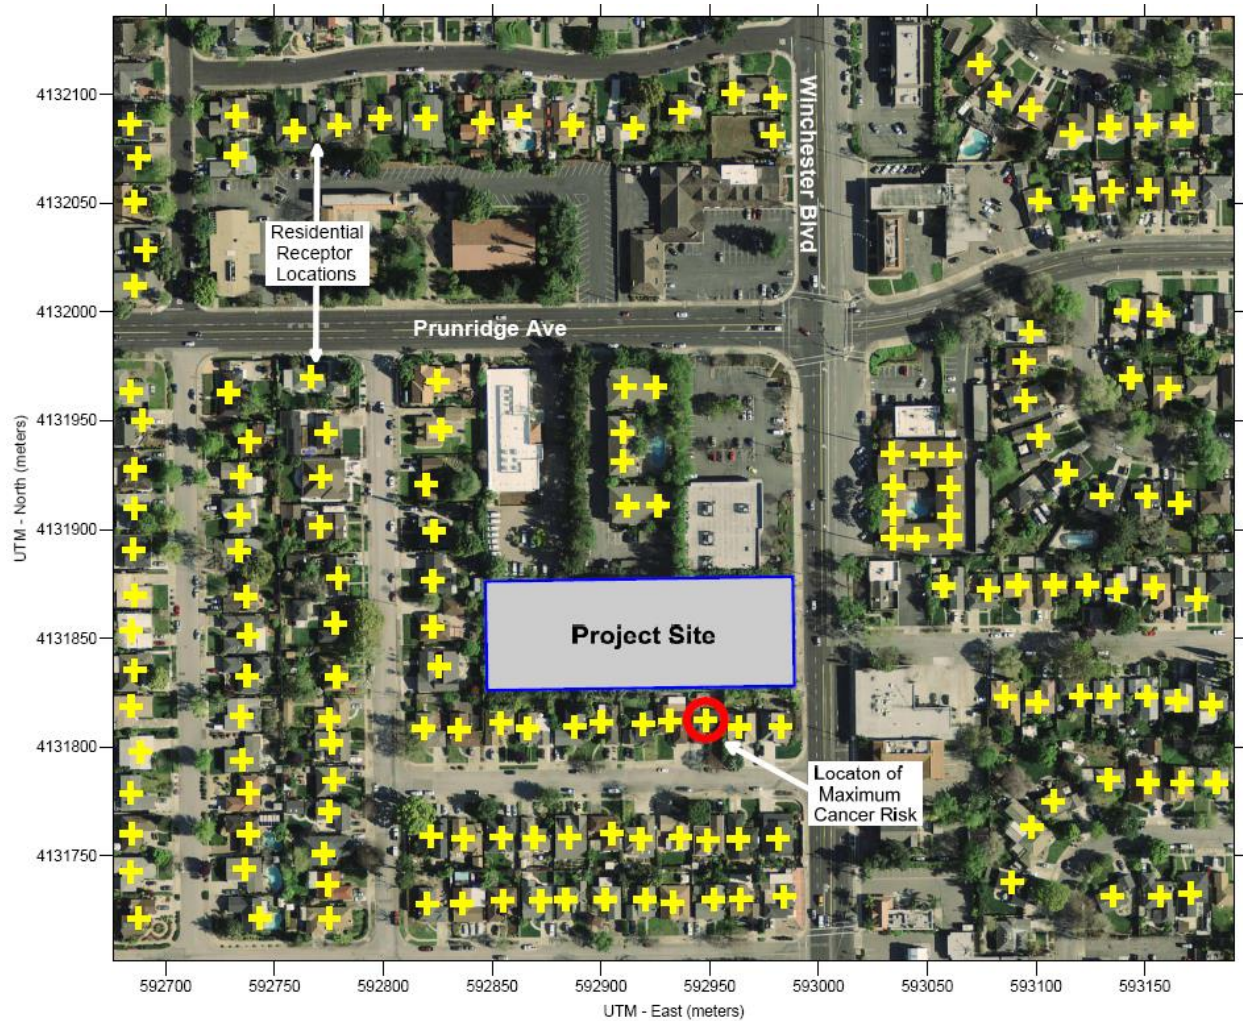 4132100
4132050
4132000
4131950
4131900
4131850
4131800
4131750
UTM - North (meters)
Winchester Blvd
Residential
Receptor
Locations
Prunridge Ave
Project Site
Locaton of
Maximum
Cancer Risk
592700
592750
592800
592850
592900
592950
593000
593050
593100
593150
UTM - East (meters)